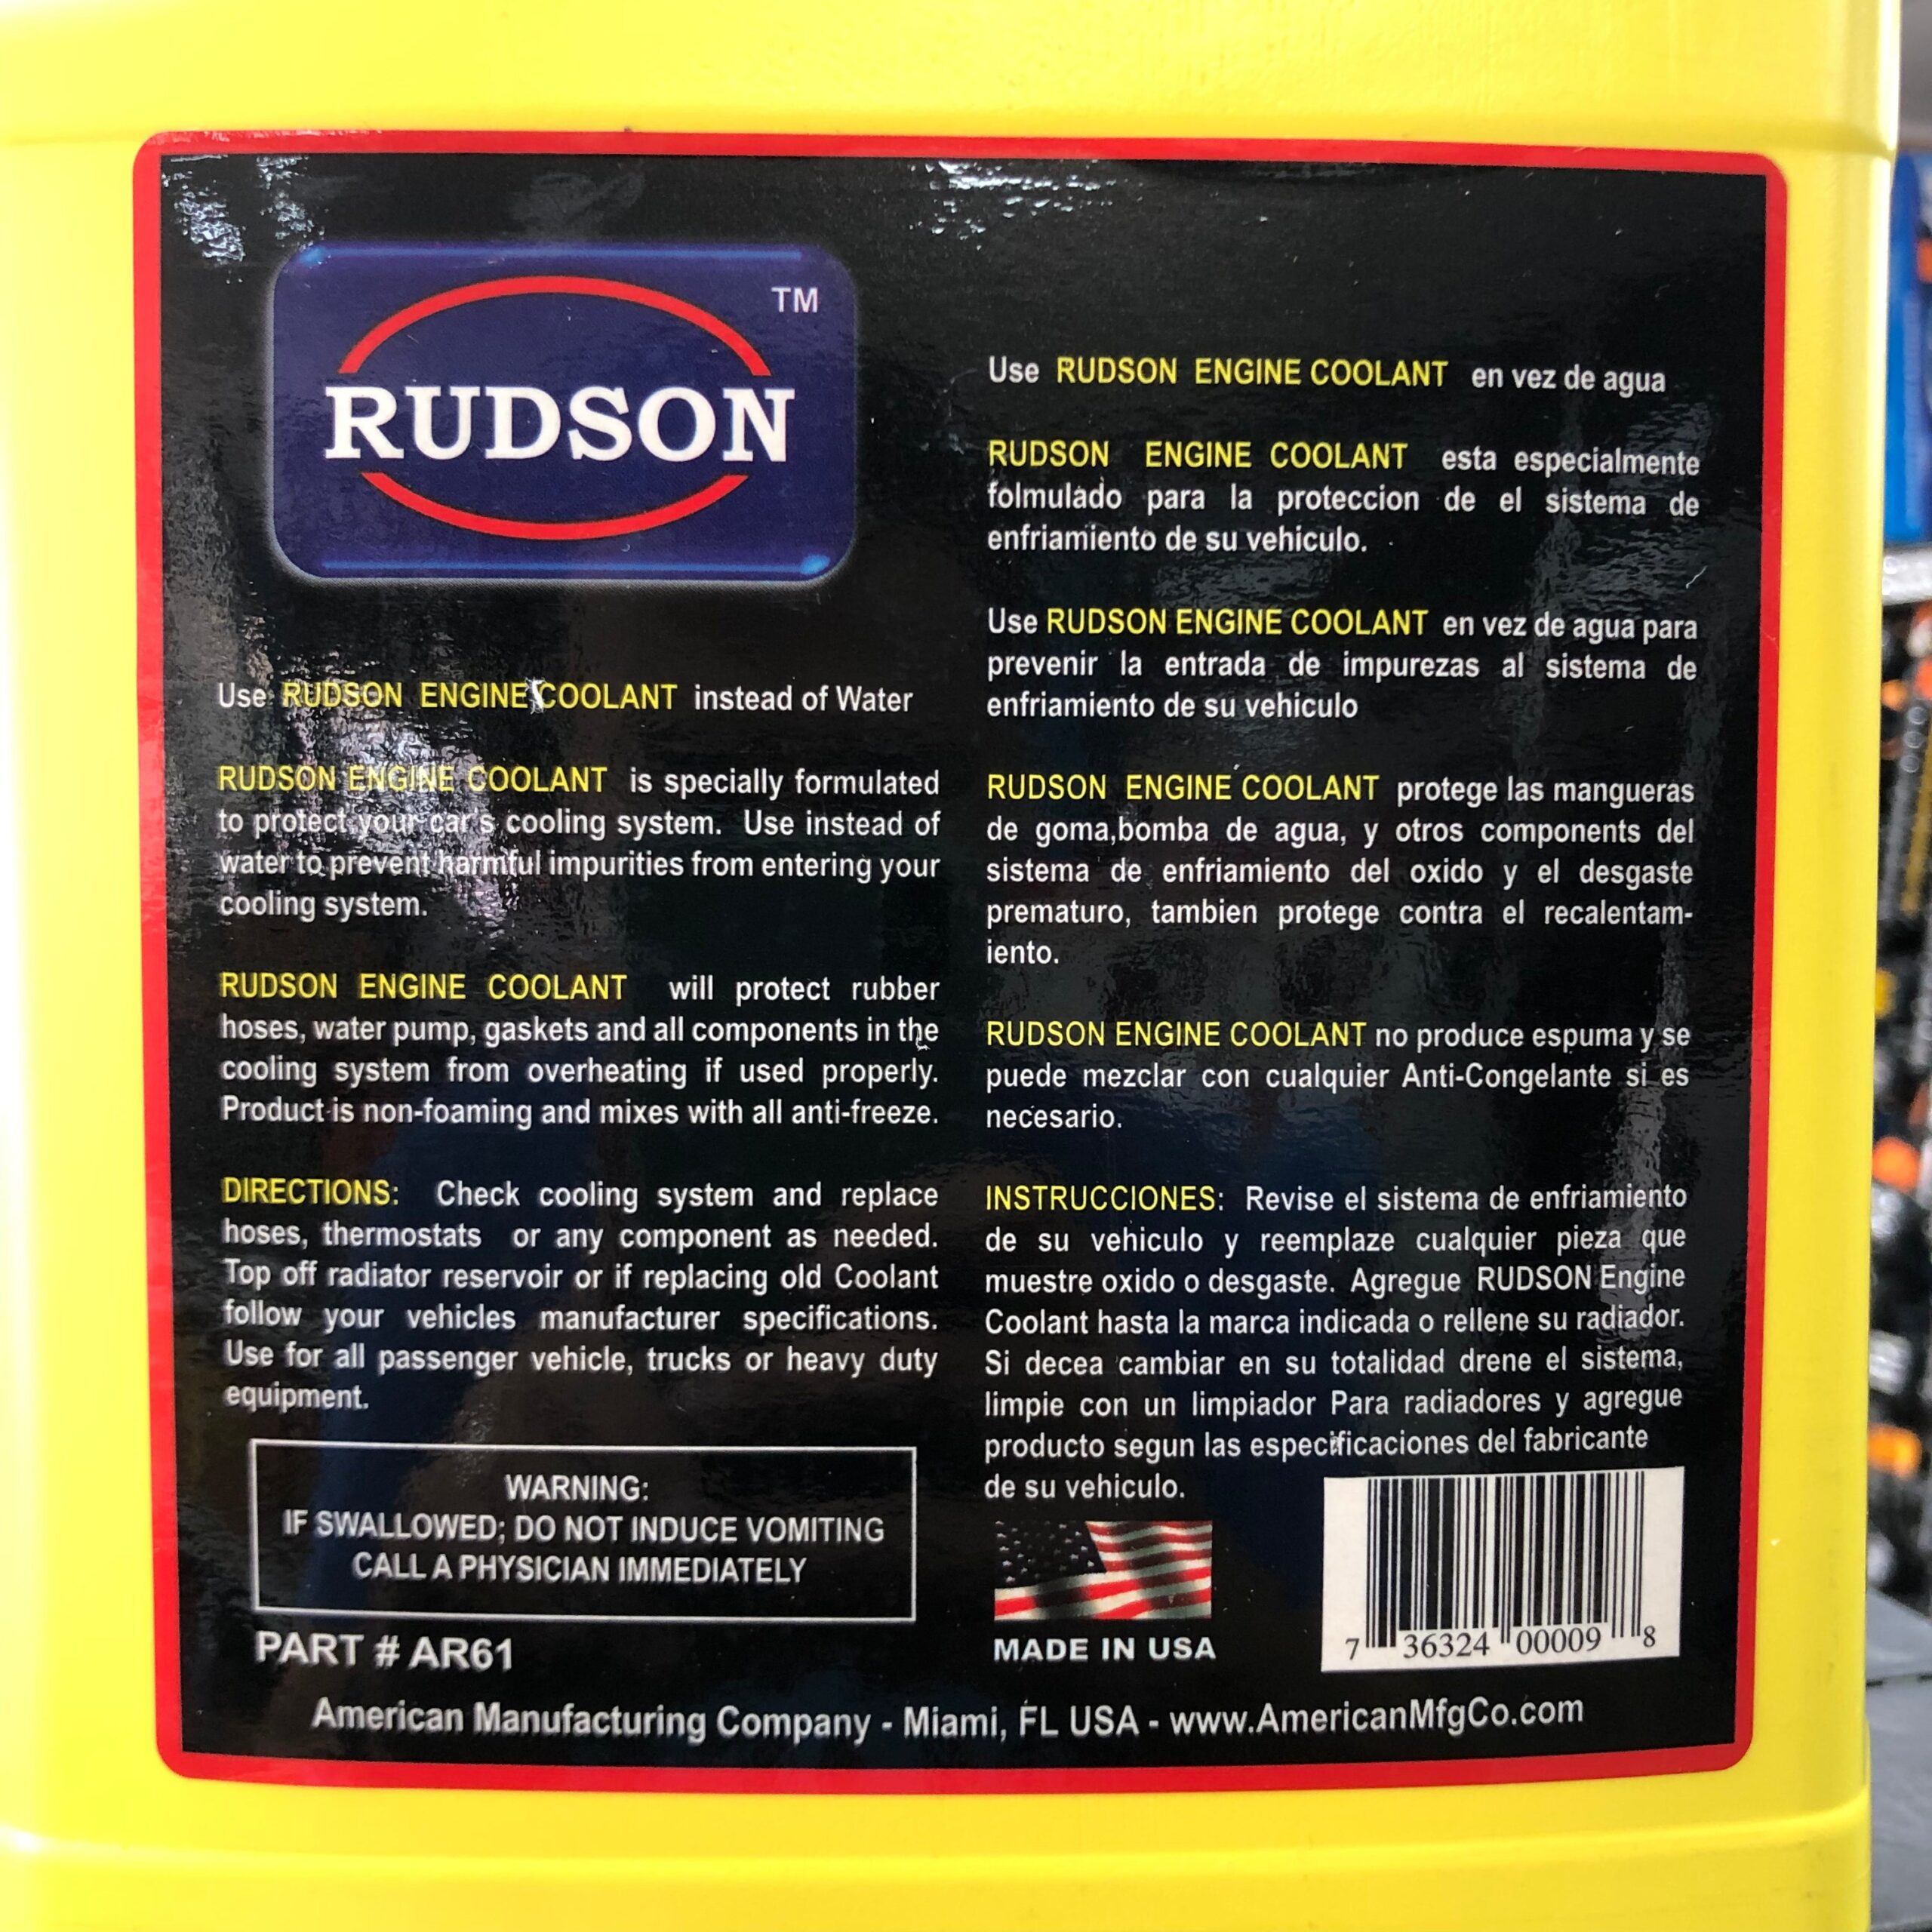 TM
RUDSON
Use RUDSON ENGINE COOLANT instead of Water
RUDSON ENGINE COOLANT is specially formulated
to protect your car's cooling system. Use instead of
water to prevent harmful impurities from entering your
cooling system.
RUDSON ENGINE COOLANT will protect rubber
hoses, water pump, gaskets and all components in the
cooling system from overheating if used properly.
Product is non-foaming and mixes with all anti-freeze.
DIRECTIONS: Check cooling system and replace
hoses, thermostats or any component as needed.
Top off radiator reservoir or if replacing old Coolant
follow your vehicles manufacturer specifications.
Use for all passenger vehicle, trucks or heavy duty
equipment.
WARNING:
IF SWALLOWED; DO NOT INDUCE VOMITING
CALL A PHYSICIAN IMMEDIATELY
PART # AR61
Use RUDSON ENGINE COOLANT en vez de agua
RUDSON ENGINE COOLANT esta especialmente
folmulado para la proteccion de el sistema de
enfriamiento de su vehiculo.
Use RUDSON ENGINE COOLANT en vez de agua para
prevenir la entrada de impurezas al sistema de
enfriamiento de su vehiculo
RUDSON ENGINE COOLANT protege las mangueras
de goma,bomba de agua, y otros components del
sistema de enfriamiento del oxido y el desgaste
prematuro, tambien protege contra el recalentam-
iento.
RUDSON ENGINE COOLANT no produce espuma y se
puede mezclar con cualquier Anti-Congelante si es
necesario.
INSTRUCCIONES: Revise el sistema de enfriamiento
de su vehiculo y reemplaze cualquier pieza que
muestre oxido o desgaste. Agregue RUDSON Engine
Coolant hasta la marca indicada o rellene su radiador.
Si decea cambiar en su totalidad drene el sistema,
limpie con un limpiador Para radiadores y agregue
producto segun las especificaciones del fabricante
de su vehiculo.
MADE IN USA
7 36324 00009 8
American Manufacturing Company - Miami, FL USA - www.AmericanMfgCo.com